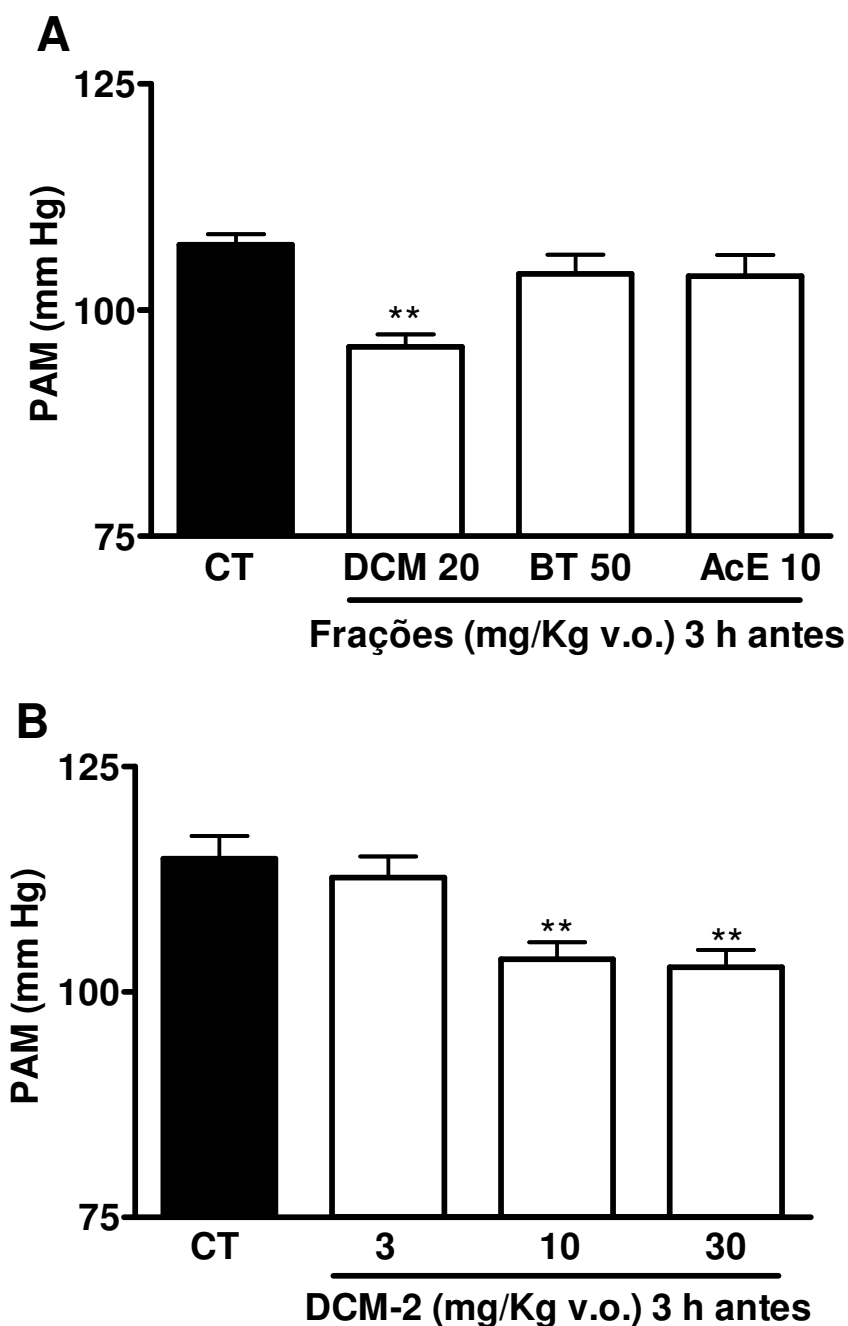 A
125
PAM (mm Hg)
100
**
75
CT DCM 20 BT 50 AcE 10
Frações (mg/Kg v.o.) 3 h antes
B
125
PAM (mm Hg)
100
** **
75
CT 3 10 30
DCM-2 (mg/Kg v.o.) 3 h antes